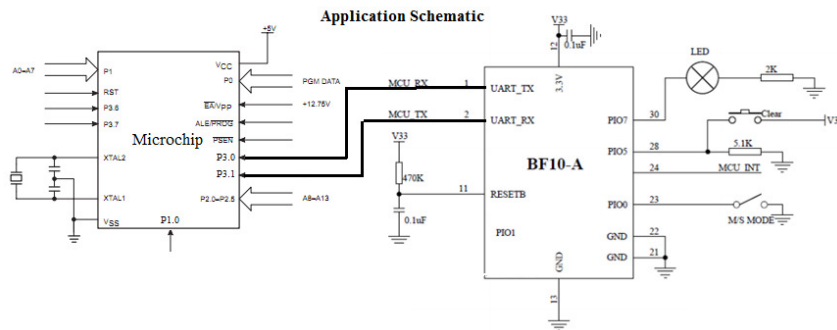 Application Schematic
+5V
VCC
A0=A7
P1
P0
PGM DATA
RST
P3.6
P3.7
EA/VPP
+12.75V
ALE/PROG
PSEN
Microchip
XTAL2
P3.0
P3.1
XTAL1
P2.0=P2.5
A8=A13
VSS
P1.0
MCU_RX
MCU_TX
V33
470K
0.1uF
V33
0.1uF
12
3.3V
1
UART_TX
2
UART_RX
BF10-A
11
RESETB
PIO1
GND
13
PIO7
30
LED
2K
PIO5
28
Clear
V3
5.1K
24
MCU_INT
PIO0
23
M/S MODE
GND
22
GND
21